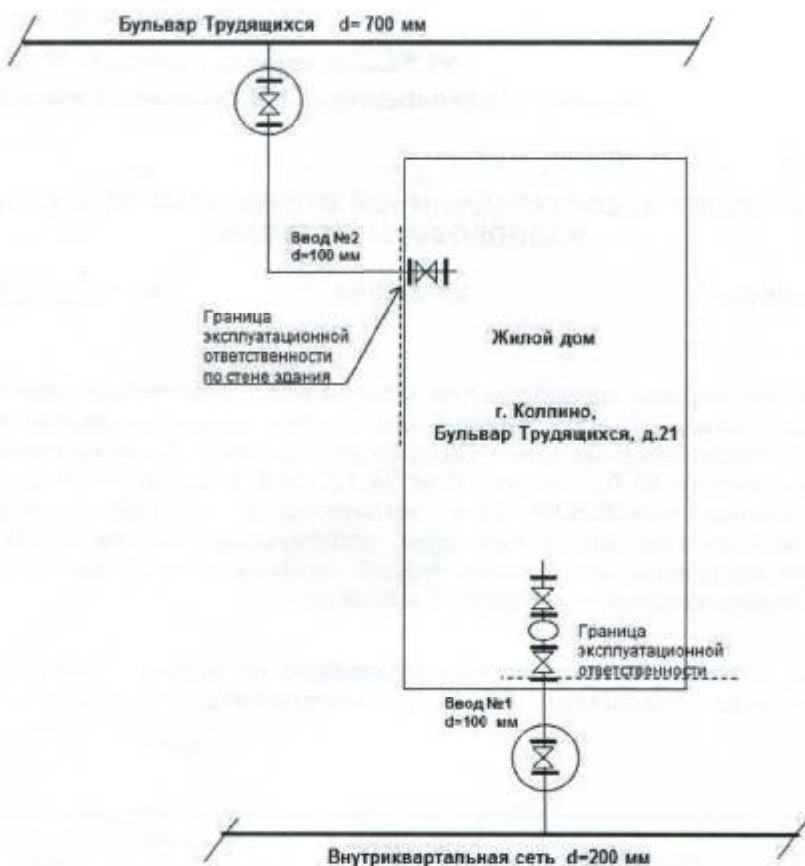 Бульвар Трудящихся d= 700 мм
Ввод №2
d=100 мм
Граница
эксплуатационной
ответственности
по стене здания
Жилой дом
г. Колпино,
Бульвар Трудящихся, д.21
Граница
эксплуатационной
ответственности
Ввод №1
d=100 мм
Внутриквартальная сеть d=200 мм